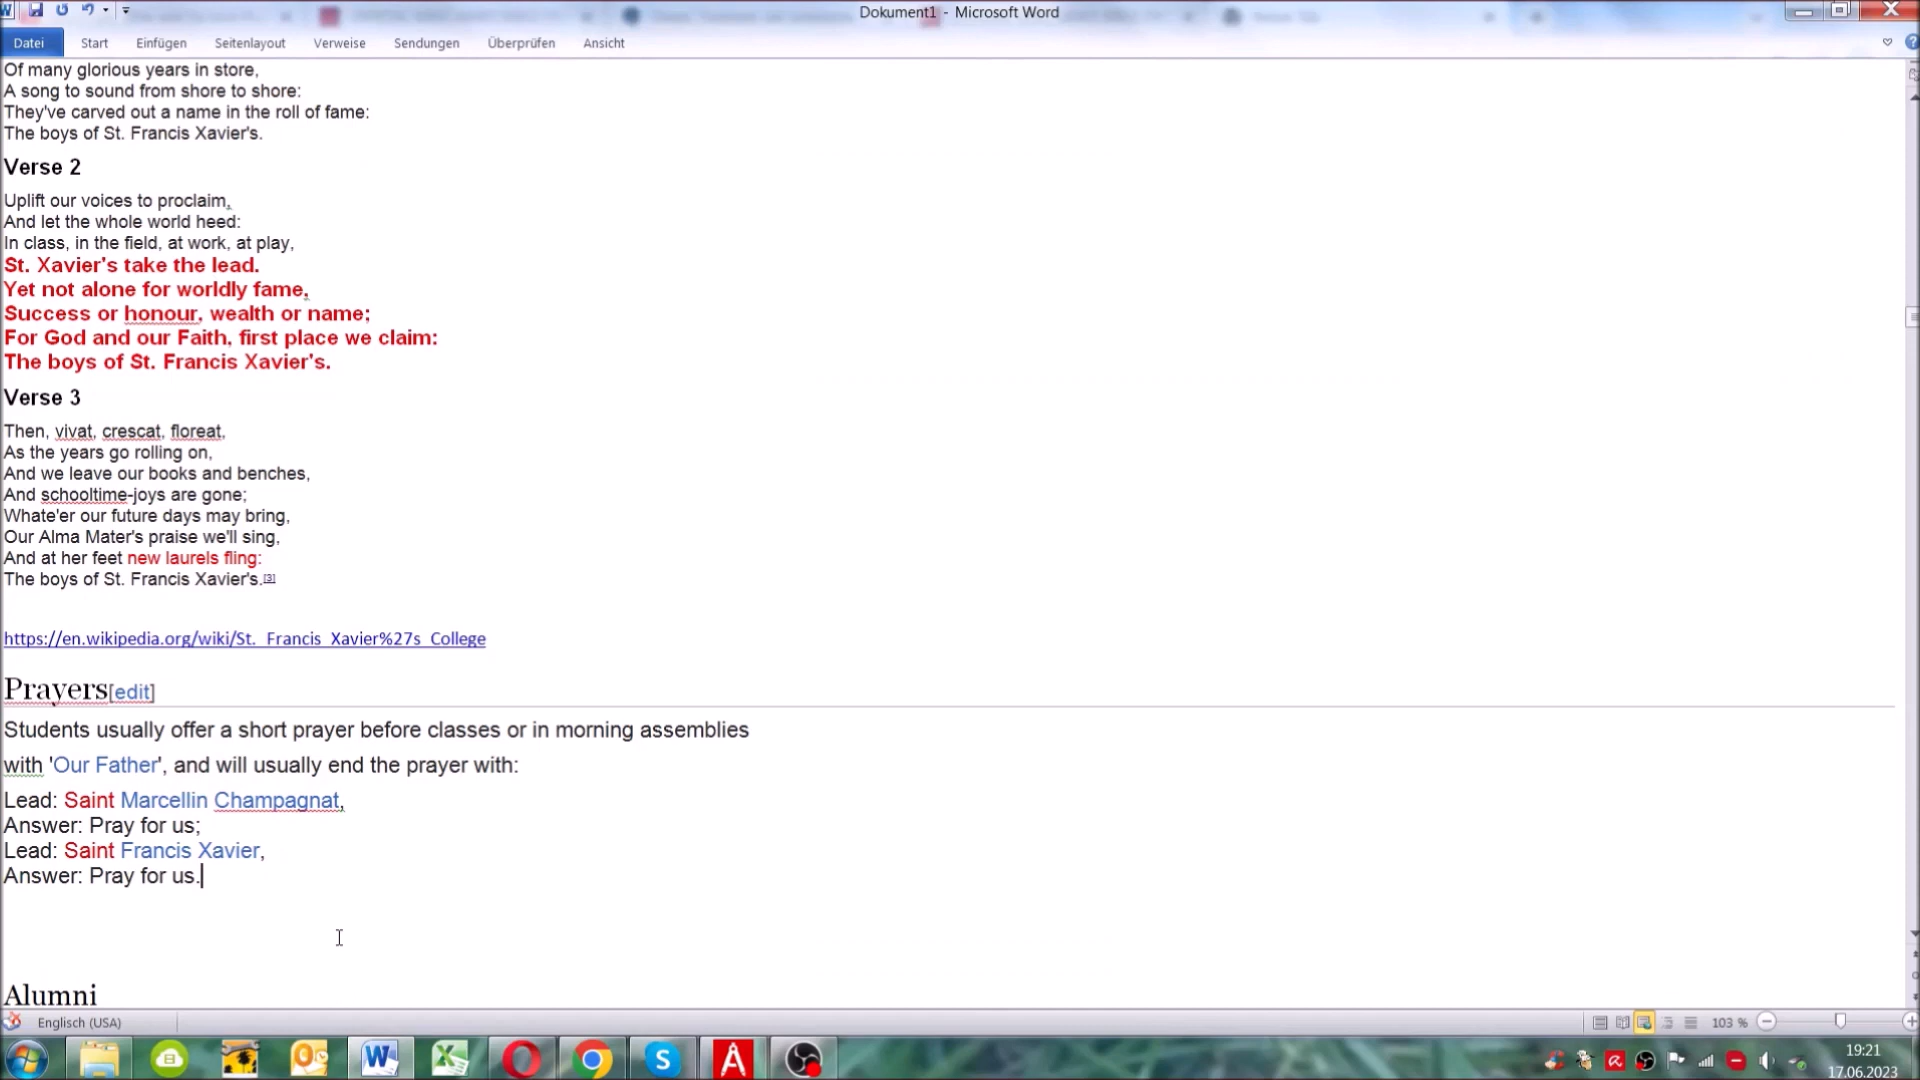 Dokument1 - Microsoft Word
Datei Start Einfügen Seitenlayout Verweise Sendungen Überprüfen Ansicht
Of many glorious years in store,
A song to sound from shore to shore:
They've carved out a name in the roll of fame:
The boys of St. Francis Xavier's.
Verse 2
Uplift our voices to proclaim,
And let the whole world heed:
In class, in the field, at work, at play,
St. Xavier's take the lead.
Yet not alone for worldly fame,
Success or honour, wealth or name;
For God and our Faith, first place we claim:
The boys of St. Francis Xavier's.
Verse 3
Then, vivat, crescat, floreat,
As the years go rolling on,
And we leave our books and benches,
And schooltime-joys are gone;
Whate'er our future days may bring,
Our Alma Mater's praise we'll sing,
And at her feet new laurels fling:
The boys of St. Francis Xavier's.[3]
https://en.wikipedia.org/wiki/St._Francis_Xavier%27s_College
Prayers[edit]
Students usually offer a short prayer before classes or in morning assemblies
with 'Our Father', and will usually end the prayer with:
Lead: Saint Marcellin Champagnat,
Answer: Pray for us;
Lead: Saint Francis Xavier,
Answer: Pray for us.
Alumni
Englisch (USA) 103 %
19:21
17.06.2023